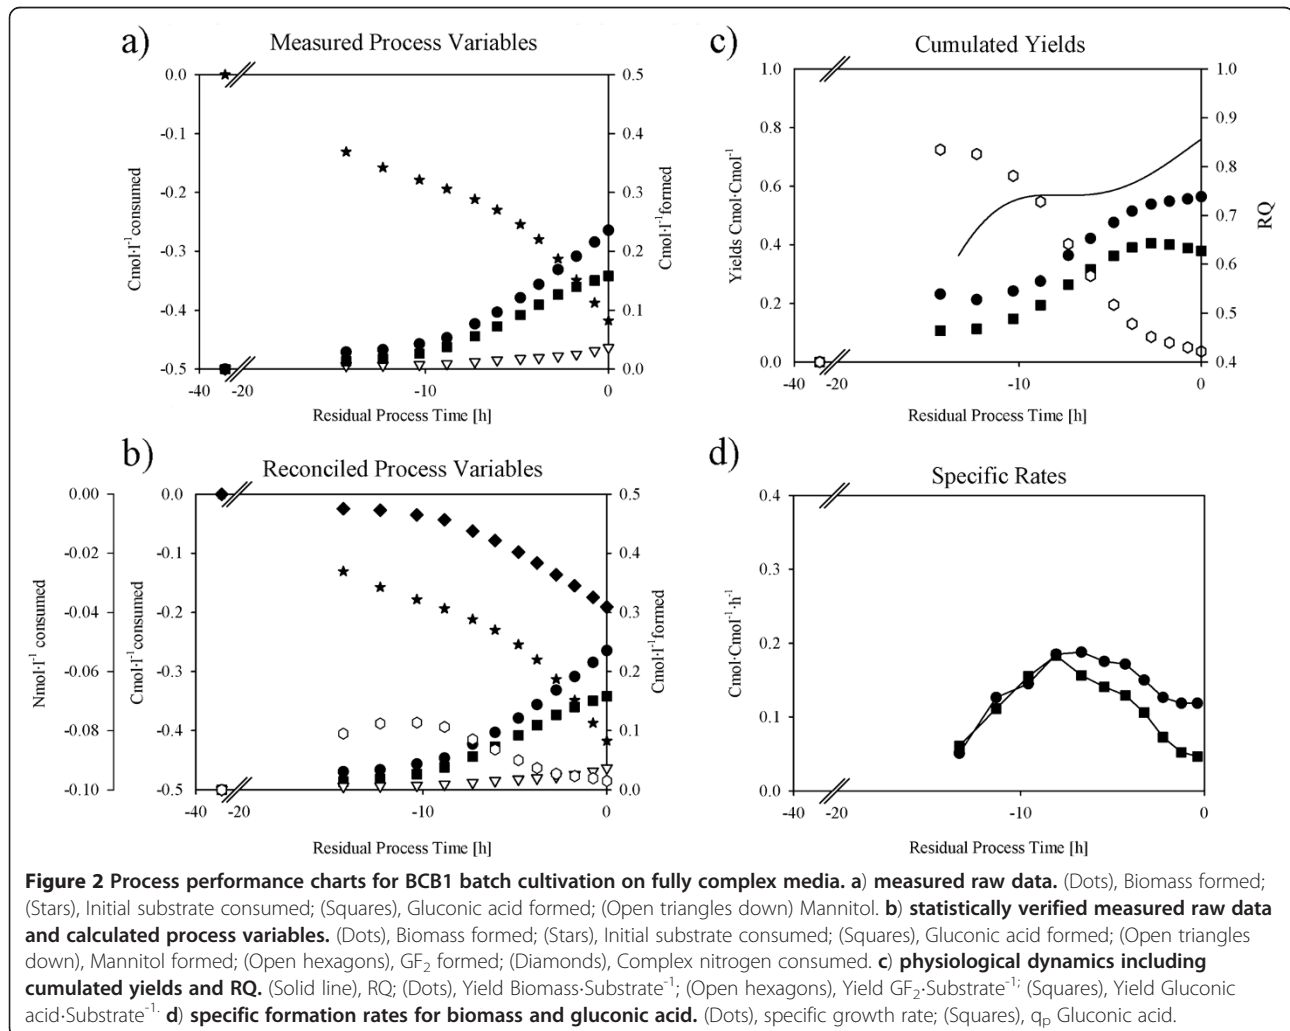 a)
Measured Process Variables
0.0
-0.1
-0.2
-0.3
-0.4
-0.5
Cmol·l⁻¹consumed
0.5
0.4
0.3
0.2
0.1
0.0
Cmol·l⁻¹formed
-40 -20 -10 0
Residual Process Time [h]
c)
Cumulated Yields
1.0
0.8
0.6
0.4
0.2
0.0
Yields Cmol·Cmol⁻¹
1.0
0.9
0.8
0.7
0.6
0.5
0.4
RQ
-40 -20 -10 0
Residual Process Time [h]
b)
Reconciled Process Variables
0.00
-0.02
-0.04
-0.06
-0.08
-0.10
Nmol·l⁻¹ consumed
0.0
-0.1
-0.2
-0.3
-0.4
-0.5
Cmol·l⁻¹consumed
0.5
0.4
0.3
0.2
0.1
0.0
Cmol·l⁻¹formed
-40 -20 -10 0
Residual Process Time [h]
d)
Specific Rates
0.4
0.3
0.2
0.1
0.0
Cmol·Cmol⁻¹·h⁻¹
-40 -20 -10 0
Residual Process Time [h]
Figure 2 Process performance charts for BCB1 batch cultivation on fully complex media. a) measured raw data. (Dots), Biomass formed;
(Stars), Initial substrate consumed; (Squares), Gluconic acid formed; (Open triangles down) Mannitol. b) statistically verified measured raw data
and calculated process variables. (Dots), Biomass formed; (Stars), Initial substrate consumed; (Squares), Gluconic acid formed; (Open triangles
down), Mannitol formed; (Open hexagons), GF₂ formed; (Diamonds), Complex nitrogen consumed. c) physiological dynamics including
cumulated yields and RQ. (Solid line), RQ; (Dots), Yield Biomass·Substrate⁻¹; (Open hexagons), Yield GF₂·Substrate⁻¹; (Squares), Yield Gluconic
acid·Substrate⁻¹. d) specific formation rates for biomass and gluconic acid. (Dots), specific growth rate; (Squares), qₚ Gluconic acid.